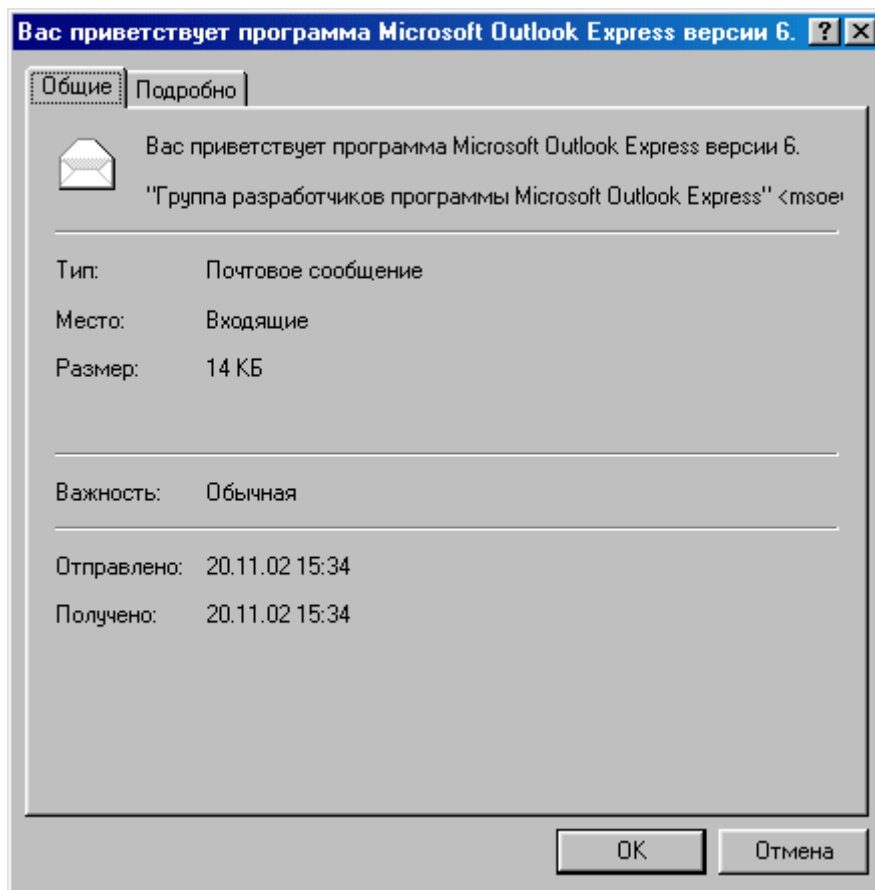 Вас приветствует программа Microsoft Outlook Express версии 6.
Общие Подробно
Вас приветствует программа Microsoft Outlook Express версии 6.
"Группа разработчиков программы Microsoft Outlook Express" <msoe
Тип: Почтовое сообщение
Место: Входящие
Размер: 14 КБ
Важность: Обычная
Отправлено: 20.11.02 15:34
Получено: 20.11.02 15:34
OK Отмена